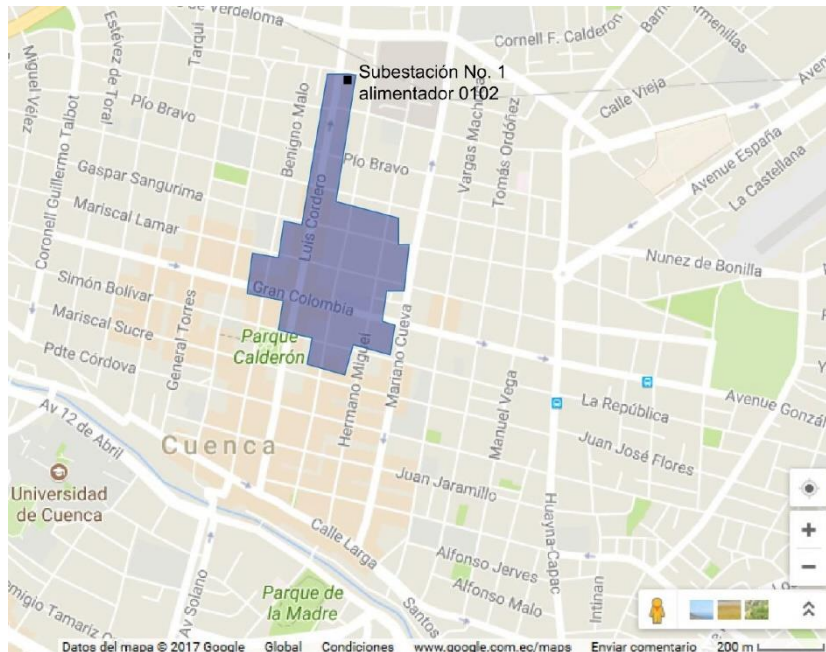 de Verdeloma
Cornell F. Calderon
Armenillas
Miguel Vélez
Estévez de Toral
Tarqui
Subestación No. 1
alimentador 0102
Pío Bravo
Benigno Malo
Calle Vieja
Avenue España
La Castellana
Vargas Machuca
Tomás Ordóñez
Pío Bravo
Gaspar Sangurima
Coronell Guillermo Talbot
Mariscal Lamar
Luis Cordero
Nunez de Bonilla
Simón Bolívar
Gran Colombia
Mariscal Sucre
General Torres
Parque
Calderón
Pdte Córdova
Hermano Miguel
Mariano Cueva
Av 12 de Abril
Manuel Vega
La República
Avenue Gonzál
Cuenca
Juan José Flores
Universidad
de Cuenca
Juan Jaramillo
Huayna-Capac
Calle Larga
Alfonso Jerves
Av Solano
Parque de
la Madre
Alfonso Malo
Intinan
emigio Tamariz
Santos
Datos del mapa © 2017 Google Global Condiciones www.google.com.ec/maps Enviar comentario 200 m